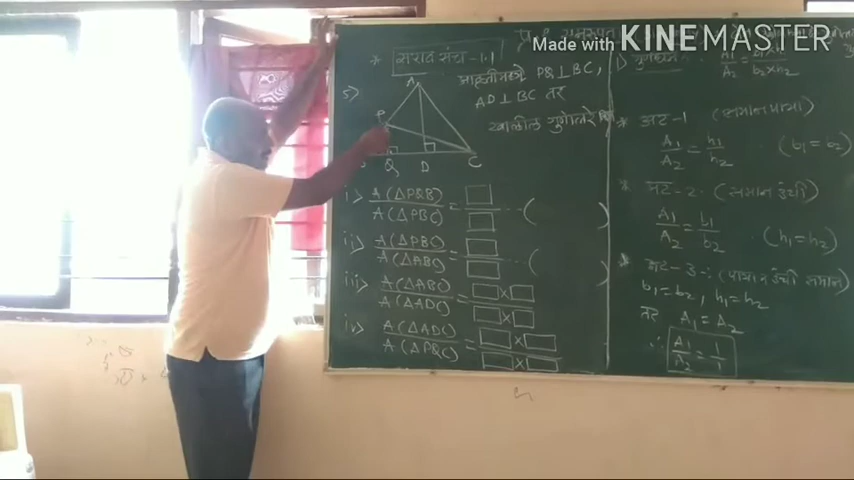 Made with KINEMASTER
* सराव संच-1.1
5)
आकृतीमध्ये PQ⊥BC,
AD⊥BC तर
खालील गुणोत्तरे लिहा
A
P
Q D C
i> A(△PQB)/A(△PBC) = □/□ ...( )
ii> A(△PBC)/A(△ABC) = □/□ ...( )
iii> A(△ABC)/A(△ADC) = □×□/□×□
iv> A(△ADC)/A(△PQC) = □×□/□×□
A1/A2 = b1×h1/b2×h2
* अट-1 (समान पाया)
A1/A2 = h1/h2 (b1=b2)
* अट-2 (समान उंची)
A1/A2 = b1/b2 (h1=h2)
* अट-3 : (पाया व उंची समान)
b1=b2, h1=h2
तर A1=A2
∴ A1/A2 = 1/1